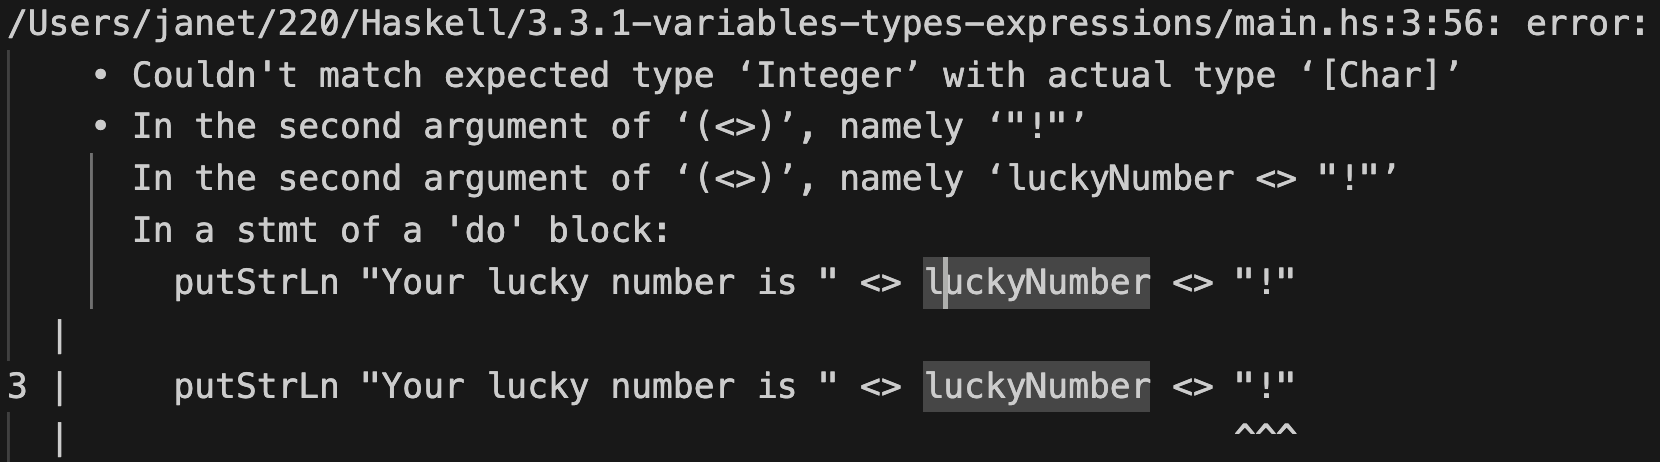 /Users/janet/220/Haskell/3.3.1-variables-types-expressions/main.hs:3:56: error:
    • Couldn't match expected type ‘Integer’ with actual type ‘[Char]’
    • In the second argument of ‘(<>)’, namely ‘"!"’
      In the second argument of ‘(<>)’, namely ‘luckyNumber <> "!"’
      In a stmt of a 'do' block:
        putStrLn "Your lucky number is " <> luckyNumber <> "!"
  |
3 |     putStrLn "Your lucky number is " <> luckyNumber <> "!"
  |                                                        ^^^